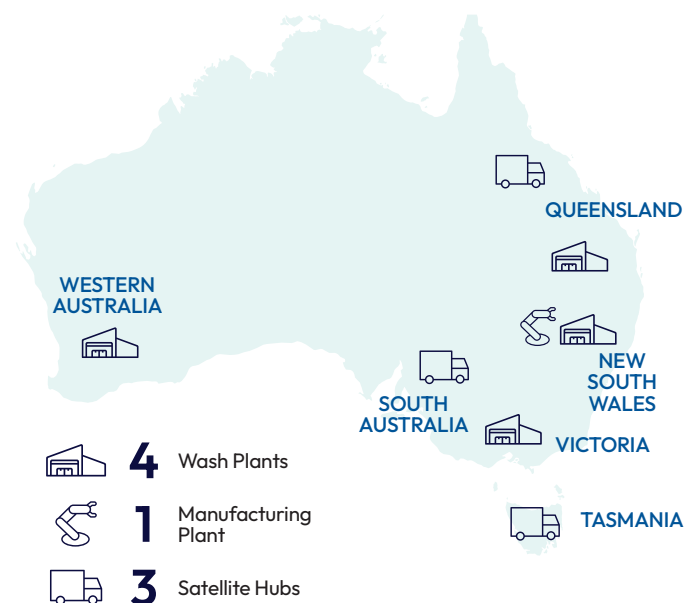 QUEENSLAND
WESTERN
AUSTRALIA
NEW
SOUTH
WALES
SOUTH
AUSTRALIA
VICTORIA
4 Wash Plants
TASMANIA
1 Manufacturing
Plant
3 Satellite Hubs